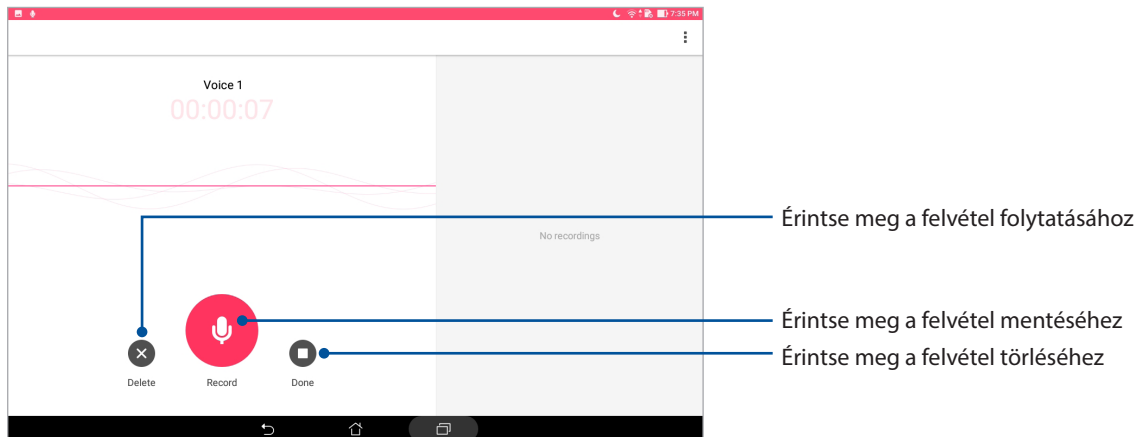 7:35 PM
Voice 1
00:00:07
Érintse meg a felvétel folytatásához
No recordings
Érintse meg a felvétel mentéséhez
Érintse meg a felvétel törléséhez
Delete
Record
Done